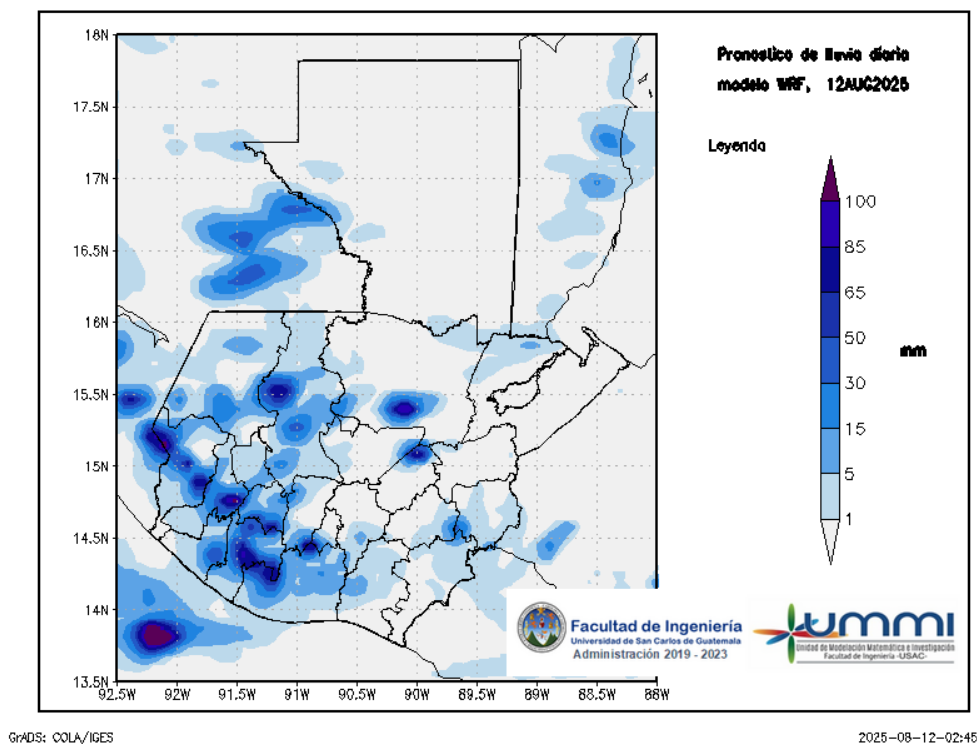 Pronostico de lluvia diaria
modelo WRF, 12AUG2025
Leyenda
18N
17.5N
17N
16.5N
16N
15.5N
15N
14.5N
14N
13.5N
92.5W
92W
91.5W
91W
90.5W
90W
89.5W
89W
88.5W
88W
100
85
65
50
30
15
5
1
mm
Facultad de Ingeniería
Universidad de San Carlos de Guatemala
Administración 2019 - 2023
ummi
Unidad de Modelación Matemática e Investigación
Facultad de Ingeniería -USAC-
GrADS: COLA/IGES
2025-08-12-02:45